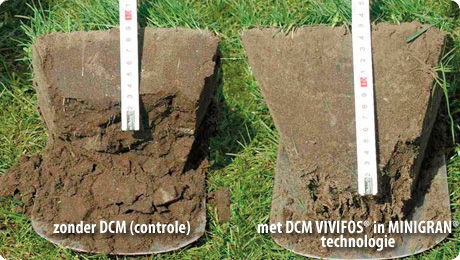 zonder DCM (controle)
met DCM VIVIFOS® in MINIGRAN®
technologie